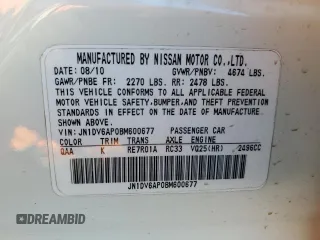 MANUFACTURED BY NISSAN MOTOR CO.,LTD.
DATE 08/10 GVWR/PNBV: 4674 LBS.
GAWR/PNBE FR: 2270 LBS. RR: 2478 LBS.
THIS VEHICLE CONFORMS TO ALL APPLICABLE FEDERAL
MOTOR VEHICLE SAFETY, BUMPER, AND THEFT PREVENTION
STANDARDS IN EFFECT ON THE DATE OF MANUFACTURE
SHOWN ABOVE.
VIN: JN1DV6AP0BM600677 PASSENGER CAR
COLOR TRIM TRANS AXLE ENGINE
QAA K RE7R01A RC33 VQ25(HR) 2496CC
JN1DV6AP0BM600677
DREAMBID